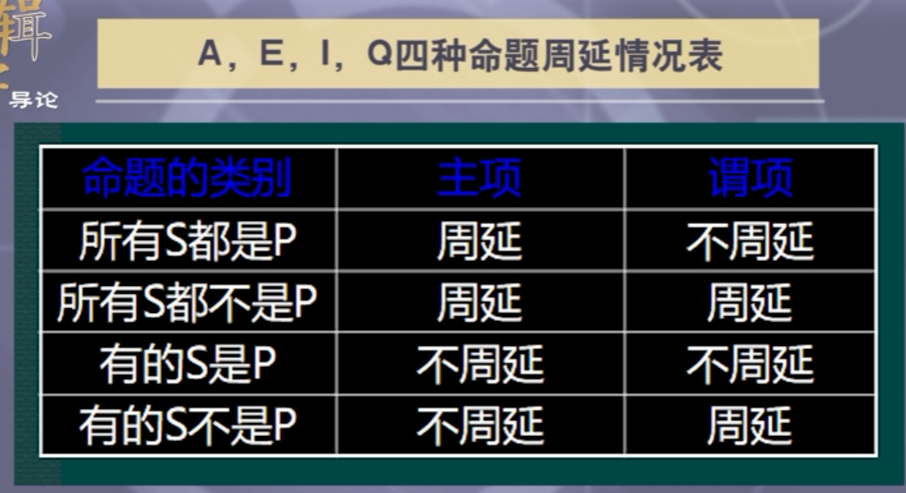 辑
导论
A，E，I，Q四种命题周延情况表
命题的类别 主项 谓项
所有S都是P 周延 不周延
所有S都不是P 周延 周延
有的S是P 不周延 不周延
有的S不是P 不周延 周延